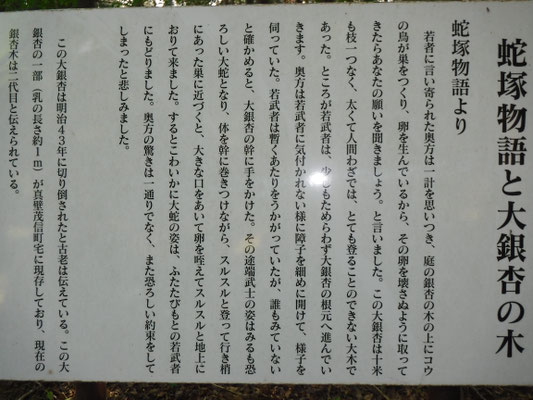 蛇塚物語と大銀杏の木
蛇塚物語より
若者に言い寄られた奥方は一計を思いつき、庭の銀杏の木の上にコウ
の鳥が巣をつくり、卵を生んでいるから、その卵を壊さぬように取って
きたらあなたの願いを聞きましょう。と言いました。この大銀杏は十米
も枝一つなく、太くて人間わざでは、とても登ることのできない大木で
あった。ところが若武者は、少しもためらわず大銀杏の根元へ進んでい
きます。奥方は若武者に気付かれない様に障子を細めに開けて、様子を
伺っていた。若武者は暫くあたりをうかがっていたが、誰もみていない
と確かめると、大銀杏の幹に手をかけた。その途端武士の姿はみるも恐
ろしい大蛇となり、体を幹に巻きつけながら、スルスルと登って行き梢
にあった巣に近づくと、大きな口をあいて卵を咥えてスルスルと地上に
おりて来ました。するとこわいかに大蛇の姿は、ふたたびもとの若武者
にもどりました。奥方の驚きは一通りでなく、また恐ろしい約束をして
しまったと悲しみました。
この大銀杏は明治43年に切り倒されたと古老は伝えている。この大
銀杏の一部（乳の長さ約1m）が真壁茂信町宅に現存しており、現在の
銀杏木は二代目と伝えられている。